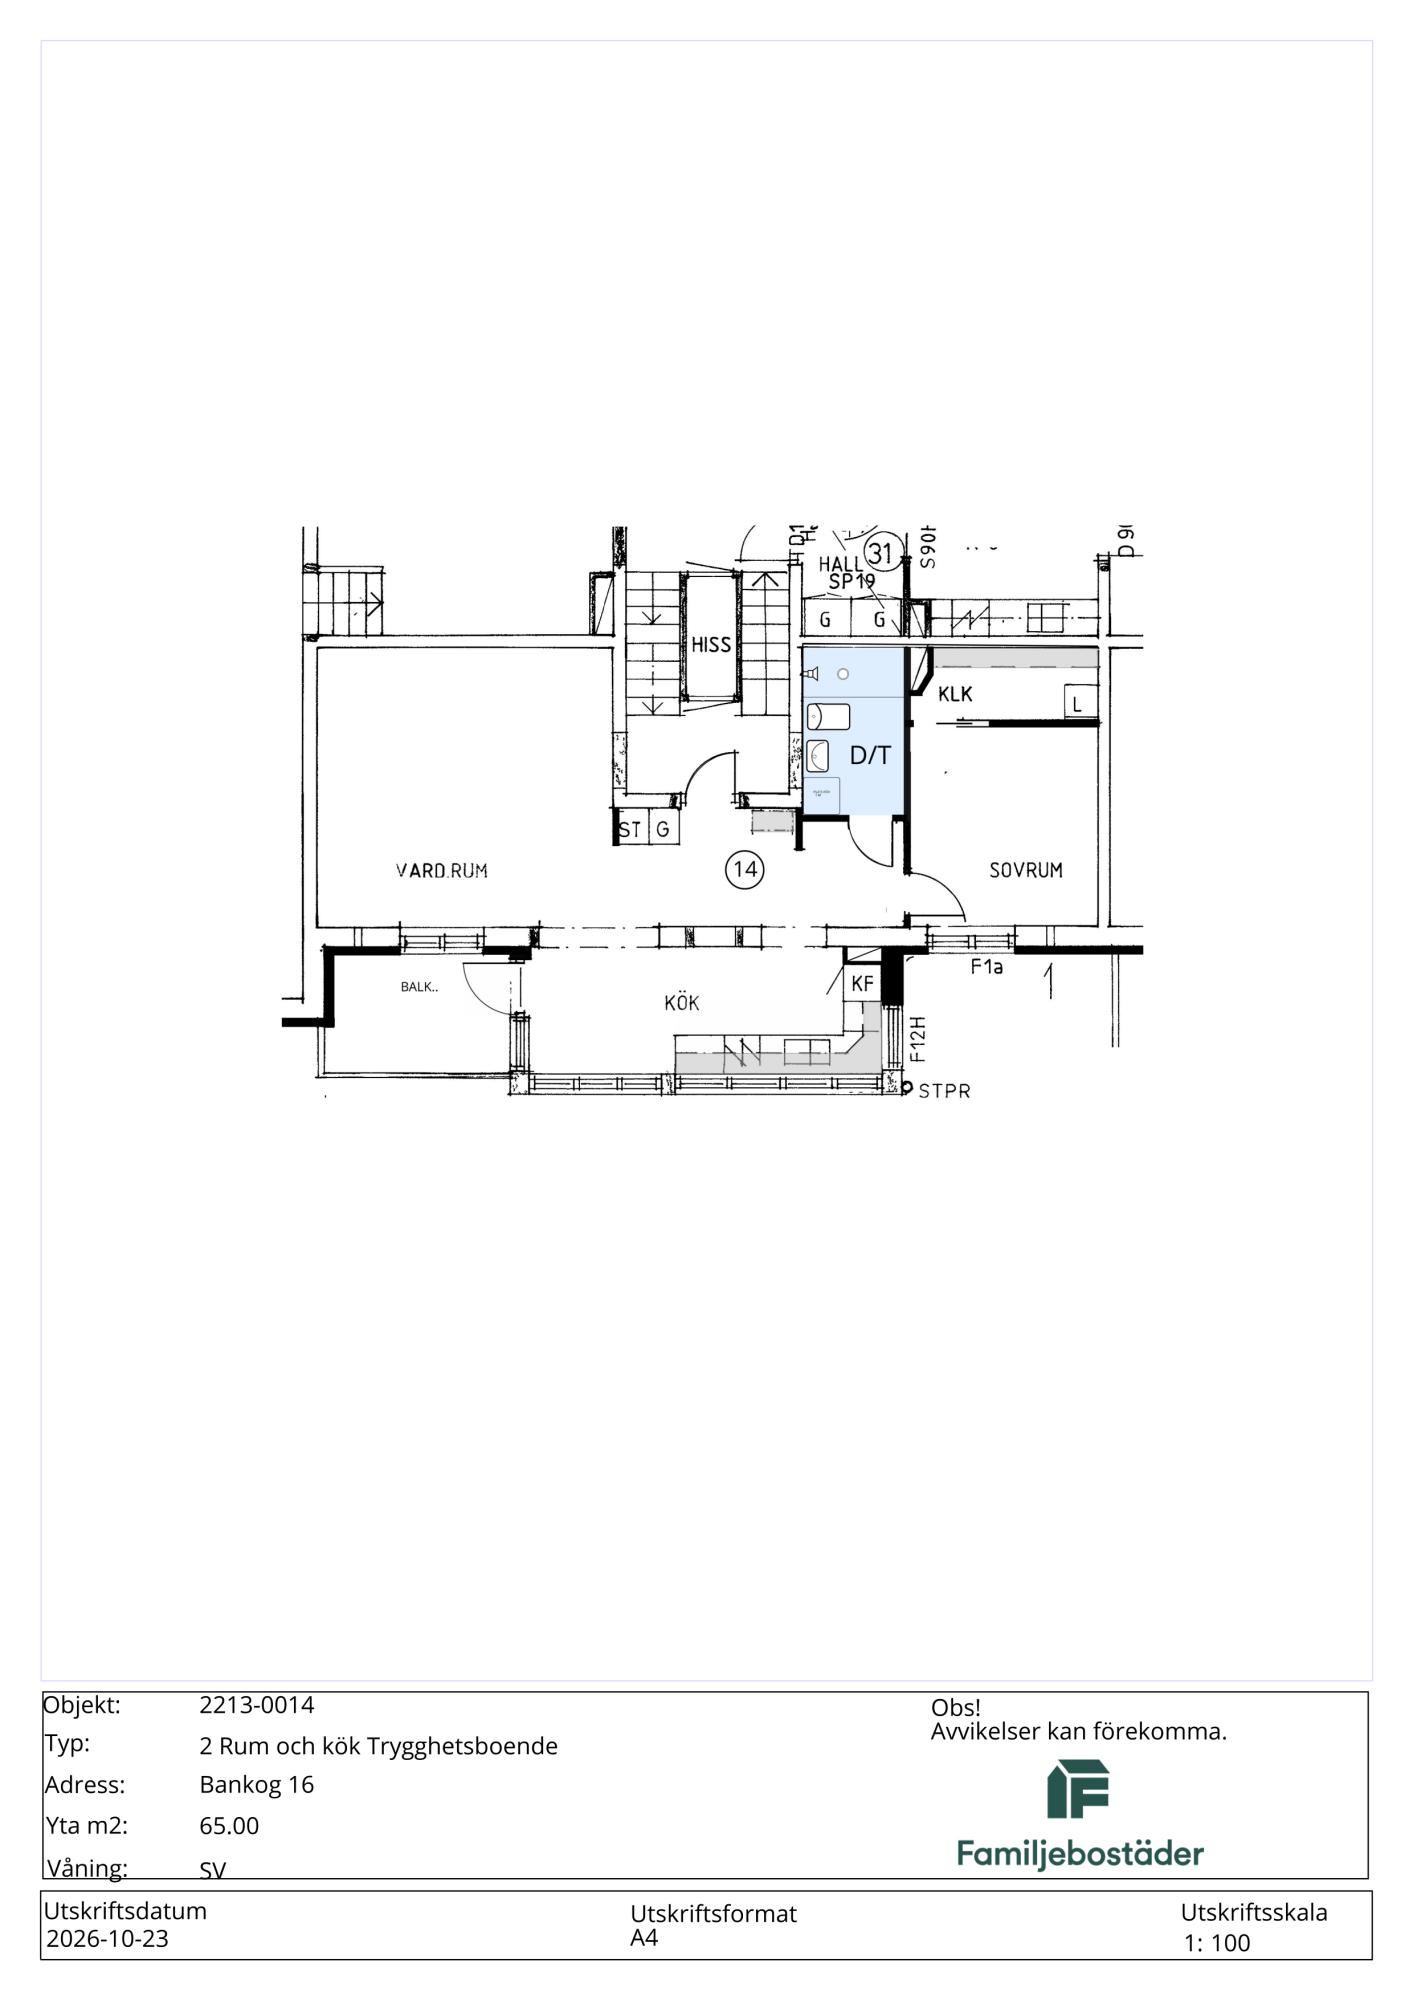 31
HALL
SP19
S90H
D 90
G
G
HISS
KLK
L
D/T
ST
G
VARD.RUM
14
SOVRUM
F1a
BALK..
KÖK
KF
F12H
STPR
Objekt: 2213-0014
Typ: 2 Rum och kök Trygghetsboende
Adress: Bankog 16
Yta m2: 65.00
Våning: SV
Obs!
Avvikelser kan förekomma.
Familjebostäder
Utskriftsdatum
2026-10-23
Utskriftsformat
A4
Utskriftsskala
1: 100